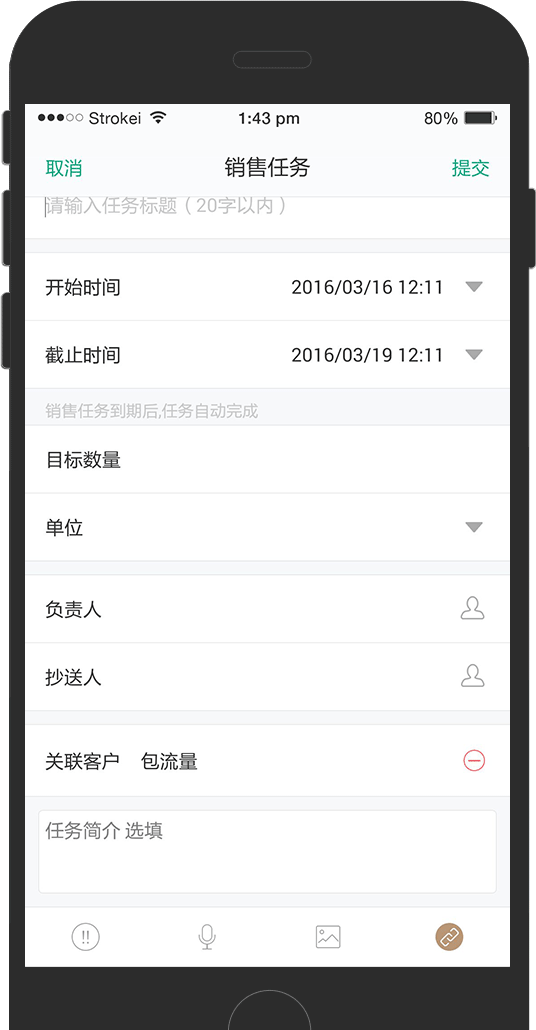 Strokei 1:43 pm 80%
取消 销售任务 提交
请输入任务标题（20字以内）
开始时间 2016/03/16 12:11
截止时间 2016/03/19 12:11
销售任务到期后,任务自动完成
目标数量
单位
负责人
抄送人
关联客户 包流量
任务简介 选填
!!